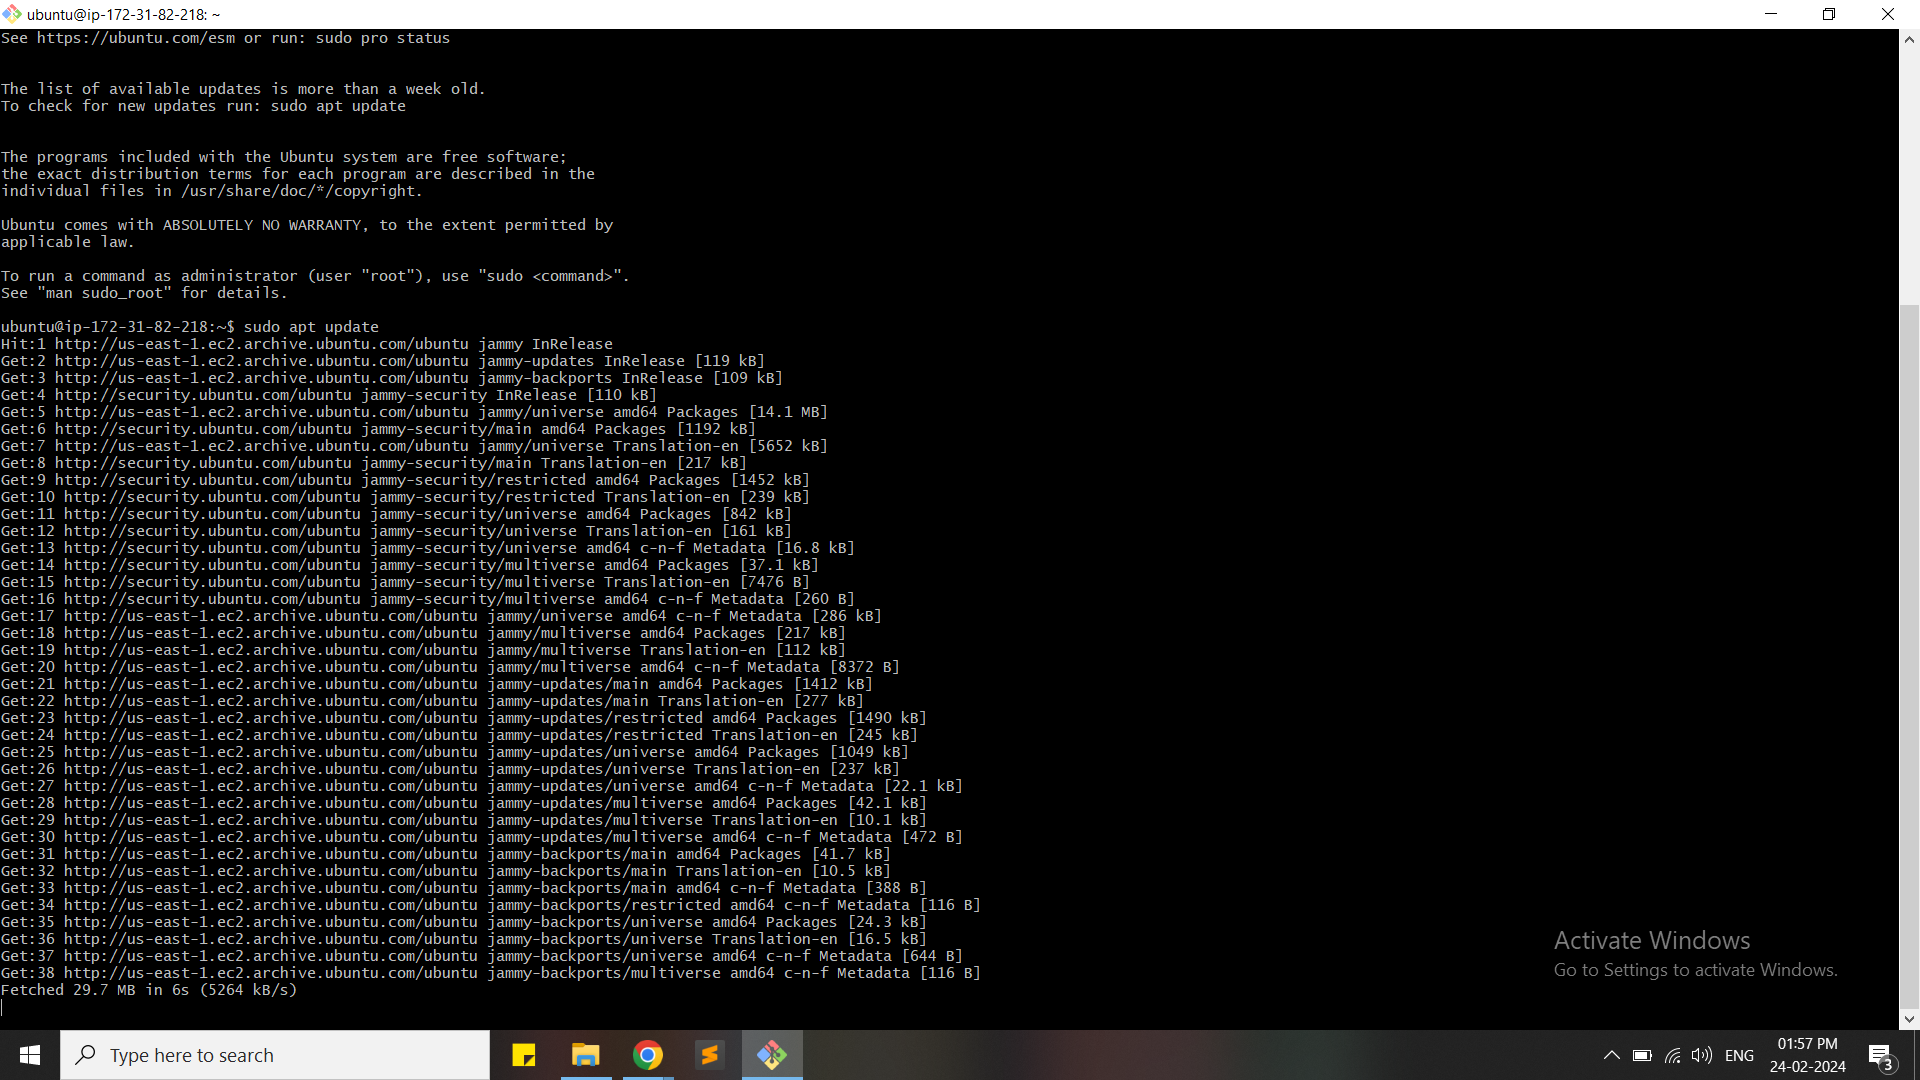 ubuntu@ip-172-31-82-218: ~
See https://ubuntu.com/esm or run: sudo pro status
The list of available updates is more than a week old.
To check for new updates run: sudo apt update
The programs included with the Ubuntu system are free software;
the exact distribution terms for each program are described in the
individual files in /usr/share/doc/*/copyright.
Ubuntu comes with ABSOLUTELY NO WARRANTY, to the extent permitted by
applicable law.
To run a command as administrator (user "root"), use "sudo <command>".
See "man sudo_root" for details.
ubuntu@ip-172-31-82-218:~$ sudo apt update
Hit:1 http://us-east-1.ec2.archive.ubuntu.com/ubuntu jammy InRelease
Get:2 http://us-east-1.ec2.archive.ubuntu.com/ubuntu jammy-updates InRelease [119 kB]
Get:3 http://us-east-1.ec2.archive.ubuntu.com/ubuntu jammy-backports InRelease [109 kB]
Get:4 http://security.ubuntu.com/ubuntu jammy-security InRelease [110 kB]
Get:5 http://us-east-1.ec2.archive.ubuntu.com/ubuntu jammy/universe amd64 Packages [14.1 MB]
Get:6 http://security.ubuntu.com/ubuntu jammy-security/main amd64 Packages [1192 kB]
Get:7 http://us-east-1.ec2.archive.ubuntu.com/ubuntu jammy/universe Translation-en [5652 kB]
Get:8 http://security.ubuntu.com/ubuntu jammy-security/main Translation-en [217 kB]
Get:9 http://security.ubuntu.com/ubuntu jammy-security/restricted amd64 Packages [1452 kB]
Get:10 http://security.ubuntu.com/ubuntu jammy-security/restricted Translation-en [239 kB]
Get:11 http://security.ubuntu.com/ubuntu jammy-security/universe amd64 Packages [842 kB]
Get:12 http://security.ubuntu.com/ubuntu jammy-security/universe Translation-en [161 kB]
Get:13 http://security.ubuntu.com/ubuntu jammy-security/universe amd64 c-n-f Metadata [16.8 kB]
Get:14 http://security.ubuntu.com/ubuntu jammy-security/multiverse amd64 Packages [37.1 kB]
Get:15 http://security.ubuntu.com/ubuntu jammy-security/multiverse Translation-en [7476 B]
Get:16 http://security.ubuntu.com/ubuntu jammy-security/multiverse amd64 c-n-f Metadata [260 B]
Get:17 http://us-east-1.ec2.archive.ubuntu.com/ubuntu jammy/universe amd64 c-n-f Metadata [286 kB]
Get:18 http://us-east-1.ec2.archive.ubuntu.com/ubuntu jammy/multiverse amd64 Packages [217 kB]
Get:19 http://us-east-1.ec2.archive.ubuntu.com/ubuntu jammy/multiverse Translation-en [112 kB]
Get:20 http://us-east-1.ec2.archive.ubuntu.com/ubuntu jammy/multiverse amd64 c-n-f Metadata [8372 B]
Get:21 http://us-east-1.ec2.archive.ubuntu.com/ubuntu jammy-updates/main amd64 Packages [1412 kB]
Get:22 http://us-east-1.ec2.archive.ubuntu.com/ubuntu jammy-updates/main Translation-en [277 kB]
Get:23 http://us-east-1.ec2.archive.ubuntu.com/ubuntu jammy-updates/restricted amd64 Packages [1490 kB]
Get:24 http://us-east-1.ec2.archive.ubuntu.com/ubuntu jammy-updates/restricted Translation-en [245 kB]
Get:25 http://us-east-1.ec2.archive.ubuntu.com/ubuntu jammy-updates/universe amd64 Packages [1049 kB]
Get:26 http://us-east-1.ec2.archive.ubuntu.com/ubuntu jammy-updates/universe Translation-en [237 kB]
Get:27 http://us-east-1.ec2.archive.ubuntu.com/ubuntu jammy-updates/universe amd64 c-n-f Metadata [22.1 kB]
Get:28 http://us-east-1.ec2.archive.ubuntu.com/ubuntu jammy-updates/multiverse amd64 Packages [42.1 kB]
Get:29 http://us-east-1.ec2.archive.ubuntu.com/ubuntu jammy-updates/multiverse Translation-en [10.1 kB]
Get:30 http://us-east-1.ec2.archive.ubuntu.com/ubuntu jammy-updates/multiverse amd64 c-n-f Metadata [472 B]
Get:31 http://us-east-1.ec2.archive.ubuntu.com/ubuntu jammy-backports/main amd64 Packages [41.7 kB]
Get:32 http://us-east-1.ec2.archive.ubuntu.com/ubuntu jammy-backports/main Translation-en [10.5 kB]
Get:33 http://us-east-1.ec2.archive.ubuntu.com/ubuntu jammy-backports/main amd64 c-n-f Metadata [388 B]
Get:34 http://us-east-1.ec2.archive.ubuntu.com/ubuntu jammy-backports/restricted amd64 c-n-f Metadata [116 B]
Get:35 http://us-east-1.ec2.archive.ubuntu.com/ubuntu jammy-backports/universe amd64 Packages [24.3 kB]
Get:36 http://us-east-1.ec2.archive.ubuntu.com/ubuntu jammy-backports/universe Translation-en [16.5 kB]
Get:37 http://us-east-1.ec2.archive.ubuntu.com/ubuntu jammy-backports/universe amd64 c-n-f Metadata [644 B]
Get:38 http://us-east-1.ec2.archive.ubuntu.com/ubuntu jammy-backports/multiverse amd64 c-n-f Metadata [116 B]
Fetched 29.7 MB in 6s (5264 kB/s)
Activate Windows
Go to Settings to activate Windows.
Type here to search
ENG
01:57 PM
24-02-2024
3